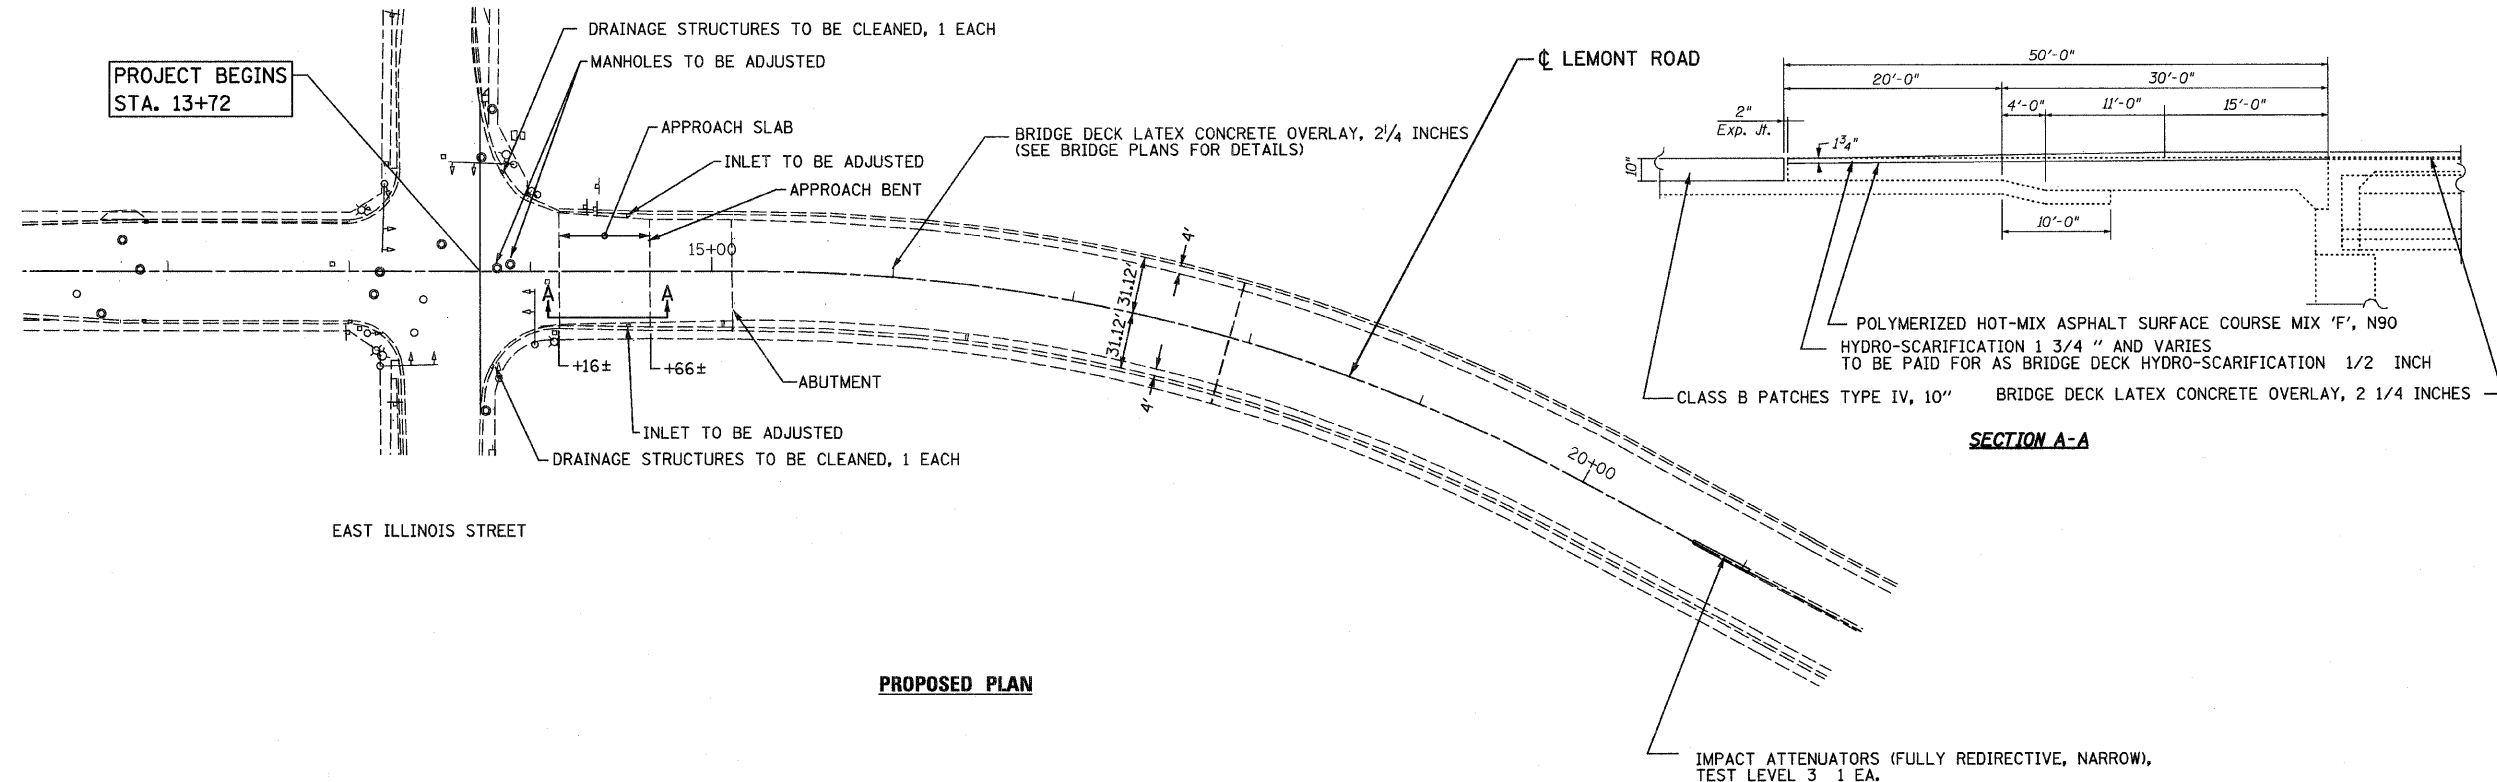 PROJECT BEGINS
STA. 13+72
DRAINAGE STRUCTURES TO BE CLEANED, 1 EACH
MANHOLES TO BE ADJUSTED
APPROACH SLAB
INLET TO BE ADJUSTED
APPROACH BENT
BRIDGE DECK LATEX CONCRETE OVERLAY, 2 1/4 INCHES
(SEE BRIDGE PLANS FOR DETAILS)
℄ LEMONT ROAD
15+00
A
A
+16±
+66±
ABUTMENT
INLET TO BE ADJUSTED
DRAINAGE STRUCTURES TO BE CLEANED, 1 EACH
4'
31.12'
31.12'
4'
20+00
EAST ILLINOIS STREET
PROPOSED PLAN
IMPACT ATTENUATORS (FULLY REDIRECTIVE, NARROW),
TEST LEVEL 3 1 EA.
50'-0"
20'-0"
30'-0"
4'-0"
11'-0"
15'-0"
2"
Exp. Jt.
1 3/4"
10"
10'-0"
POLYMERIZED HOT-MIX ASPHALT SURFACE COURSE MIX 'F', N90
HYDRO-SCARIFICATION 1 3/4 " AND VARIES
TO BE PAID FOR AS BRIDGE DECK HYDRO-SCARIFICATION 1/2 INCH
CLASS B PATCHES TYPE IV, 10"
BRIDGE DECK LATEX CONCRETE OVERLAY, 2 1/4 INCHES
SECTION A-A